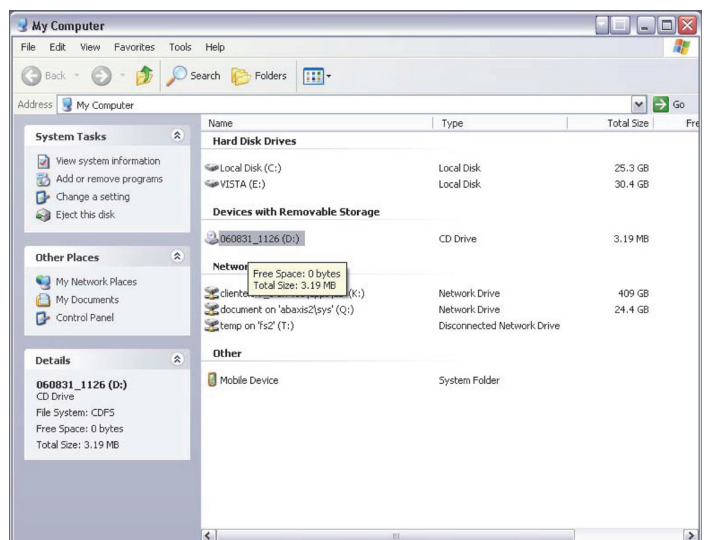 My Computer
File Edit View Favorites Tools Help
Back Search Folders
Address My Computer Go
Name Type Total Size Fre
System Tasks
View system information
Add or remove programs
Change a setting
Eject this disk
Other Places
My Network Places
My Documents
Control Panel
Details
060831_1126 (D:)
CD Drive
File System: CDFS
Free Space: 0 bytes
Total Size: 3.19 MB
Hard Disk Drives
Local Disk (C:) Local Disk 25.3 GB
VISTA (E:) Local Disk 30.4 GB
Devices with Removable Storage
060831_1126 (D:) CD Drive 3.19 MB
Free Space: 0 bytes
Total Size: 3.19 MB
(K:) Network Drive 409 GB
document on 'abaxis2\sys' (Q:) Network Drive 24.4 GB
temp on 'fs2' (T:) Disconnected Network Drive
Other
Mobile Device System Folder